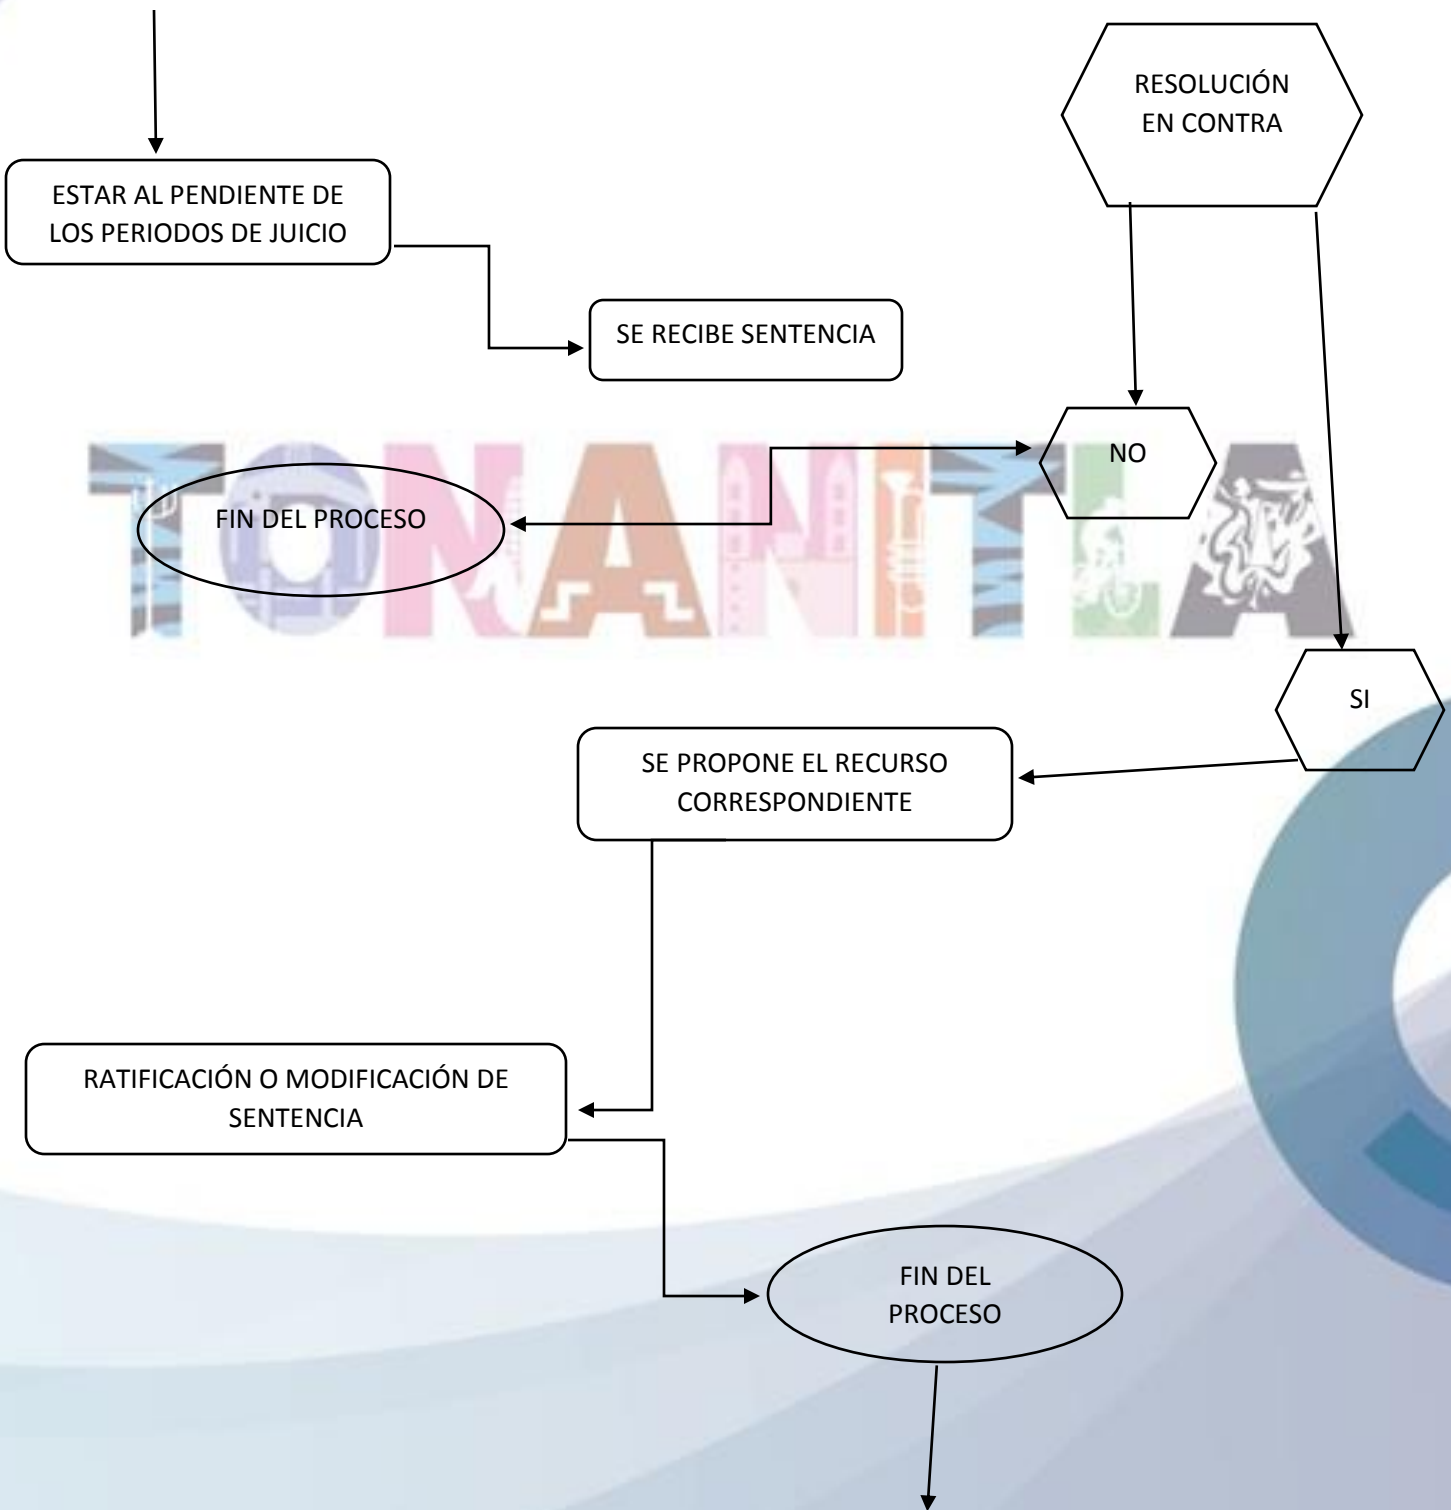 RESOLUCIÓN
EN CONTRA
ESTAR AL PENDIENTE DE
LOS PERIODOS DE JUICIO
SE RECIBE SENTENCIA
NO
TONANITLA
FIN DEL PROCESO
SI
SE PROPONE EL RECURSO
CORRESPONDIENTE
RATIFICACIÓN O MODIFICACIÓN DE
SENTENCIA
FIN DEL
PROCESO